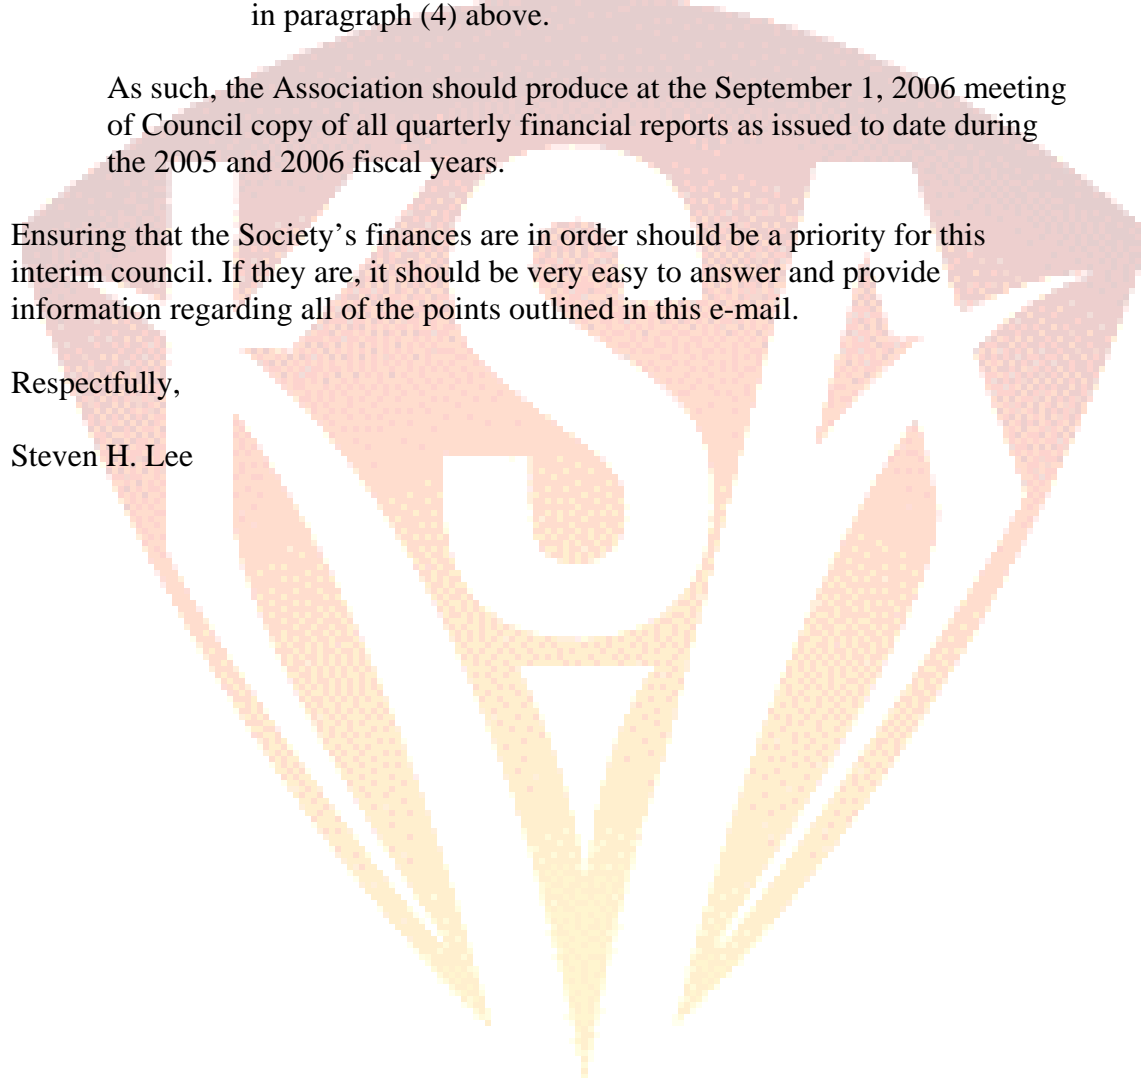 in paragraph (4) above.
As such, the Association should produce at the September 1, 2006 meeting
of Council copy of all quarterly financial reports as issued to date during
the 2005 and 2006 fiscal years.
Ensuring that the Society’s finances are in order should be a priority for this
interim council. If they are, it should be very easy to answer and provide
information regarding all of the points outlined in this e-mail.
Respectfully,
Steven H. Lee
KSA